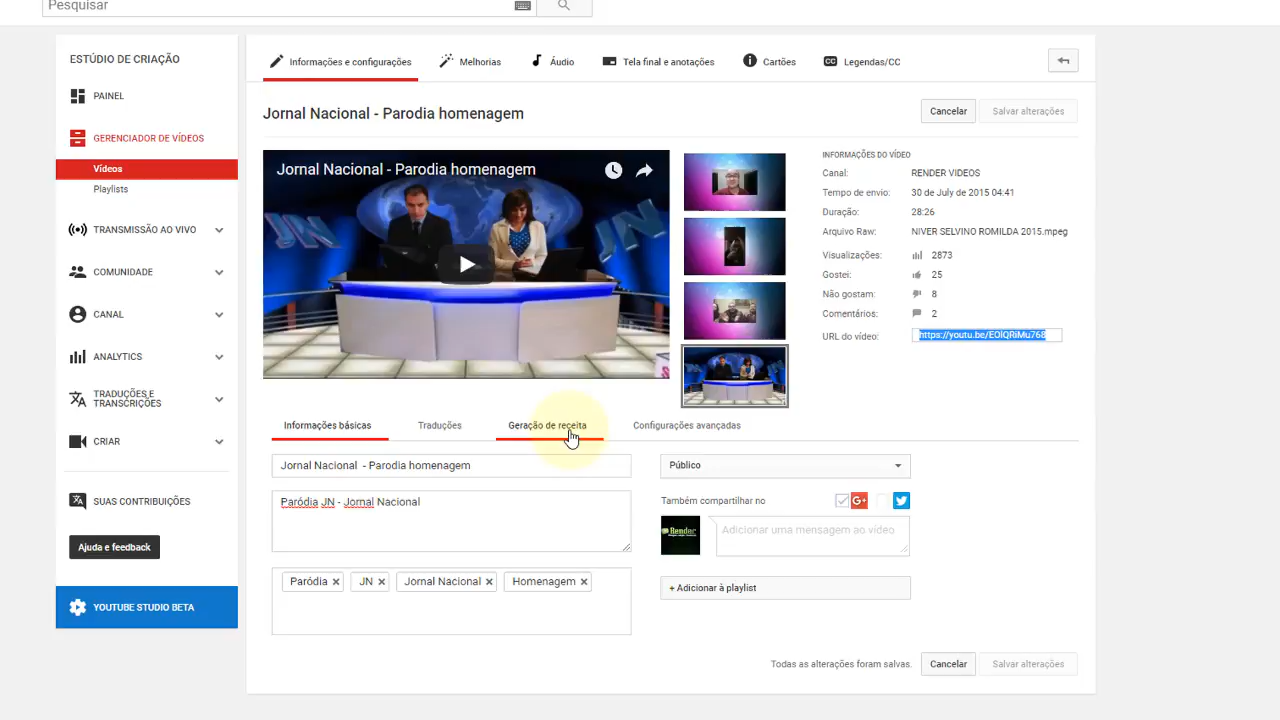 Pesquisar
ESTÚDIO DE CRIAÇÃO
PAINEL
GERENCIADOR DE VÍDEOS
Vídeos
Playlists
TRANSMISSÃO AO VIVO
COMUNIDADE
CANAL
ANALYTICS
TRADUÇÕES E
TRANSCRIÇÕES
CRIAR
SUAS CONTRIBUIÇÕES
Ajuda e feedback
YOUTUBE STUDIO BETA
Informações e configurações
Melhorias
Áudio
Tela final e anotações
Cartões
CC Legendas/CC
Jornal Nacional - Parodia homenagem
Cancelar
Salvar alterações
Jornal Nacional - Parodia homenagem
JN
JN
INFORMAÇÕES DO VÍDEO
Canal: RENDER VIDEOS
Tempo de envio: 30 de July de 2015 04:41
Duração: 28:26
Arquivo Raw: NIVER SELVINO ROMILDA 2015.mpeg
Visualizações: 2873
Gostei: 25
Não gostam: 8
Comentários: 2
URL do vídeo: https://youtu.be/EOlQRiMu768
Informações básicas
Traduções
Geração de receita
Configurações avançadas
Jornal Nacional  - Parodia homenagem
Paródia JN - Jornal Nacional
Paródia ×
JN ×
Jornal Nacional ×
Homenagem ×
Público
Também compartilhar no
G+
Render
Adicionar uma mensagem ao vídeo
+ Adicionar à playlist
Todas as alterações foram salvas.
Cancelar
Salvar alterações